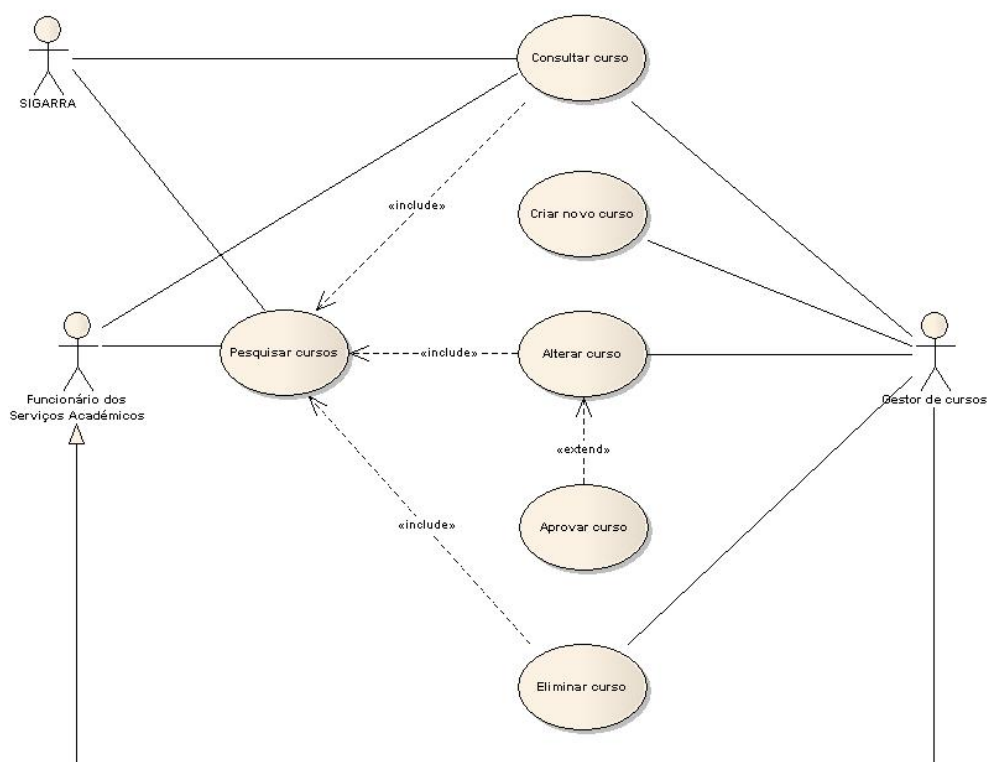 Consultar curso
SIGARRA
«include»
Criar novo curso
Pesquisar cursos
«include»
Alterar curso
Funcionário dos
Serviços Académicos
Gestor de cursos
«extend»
«include»
Aprovar curso
Eliminar curso